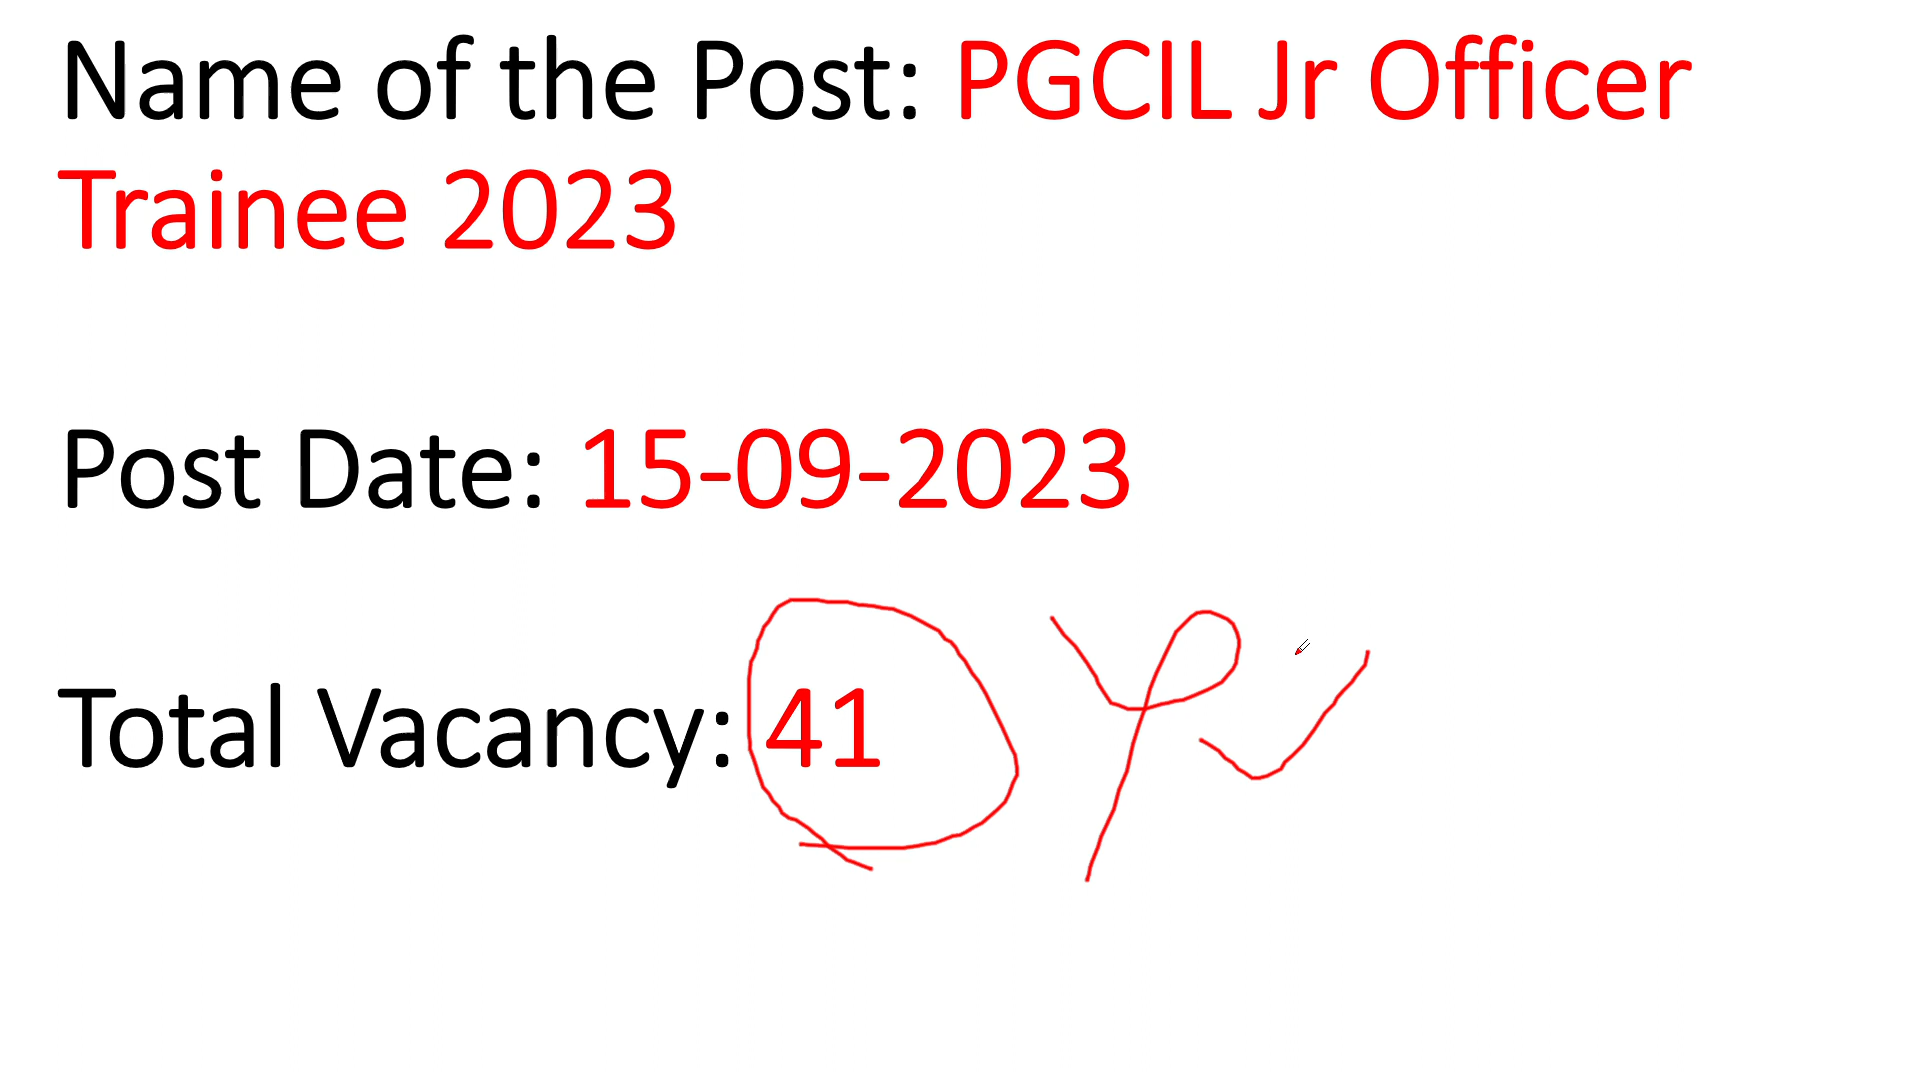 Name of the Post: PGCIL Jr Officer
Trainee 2023
Post Date: 15-09-2023
Total Vacancy: 41